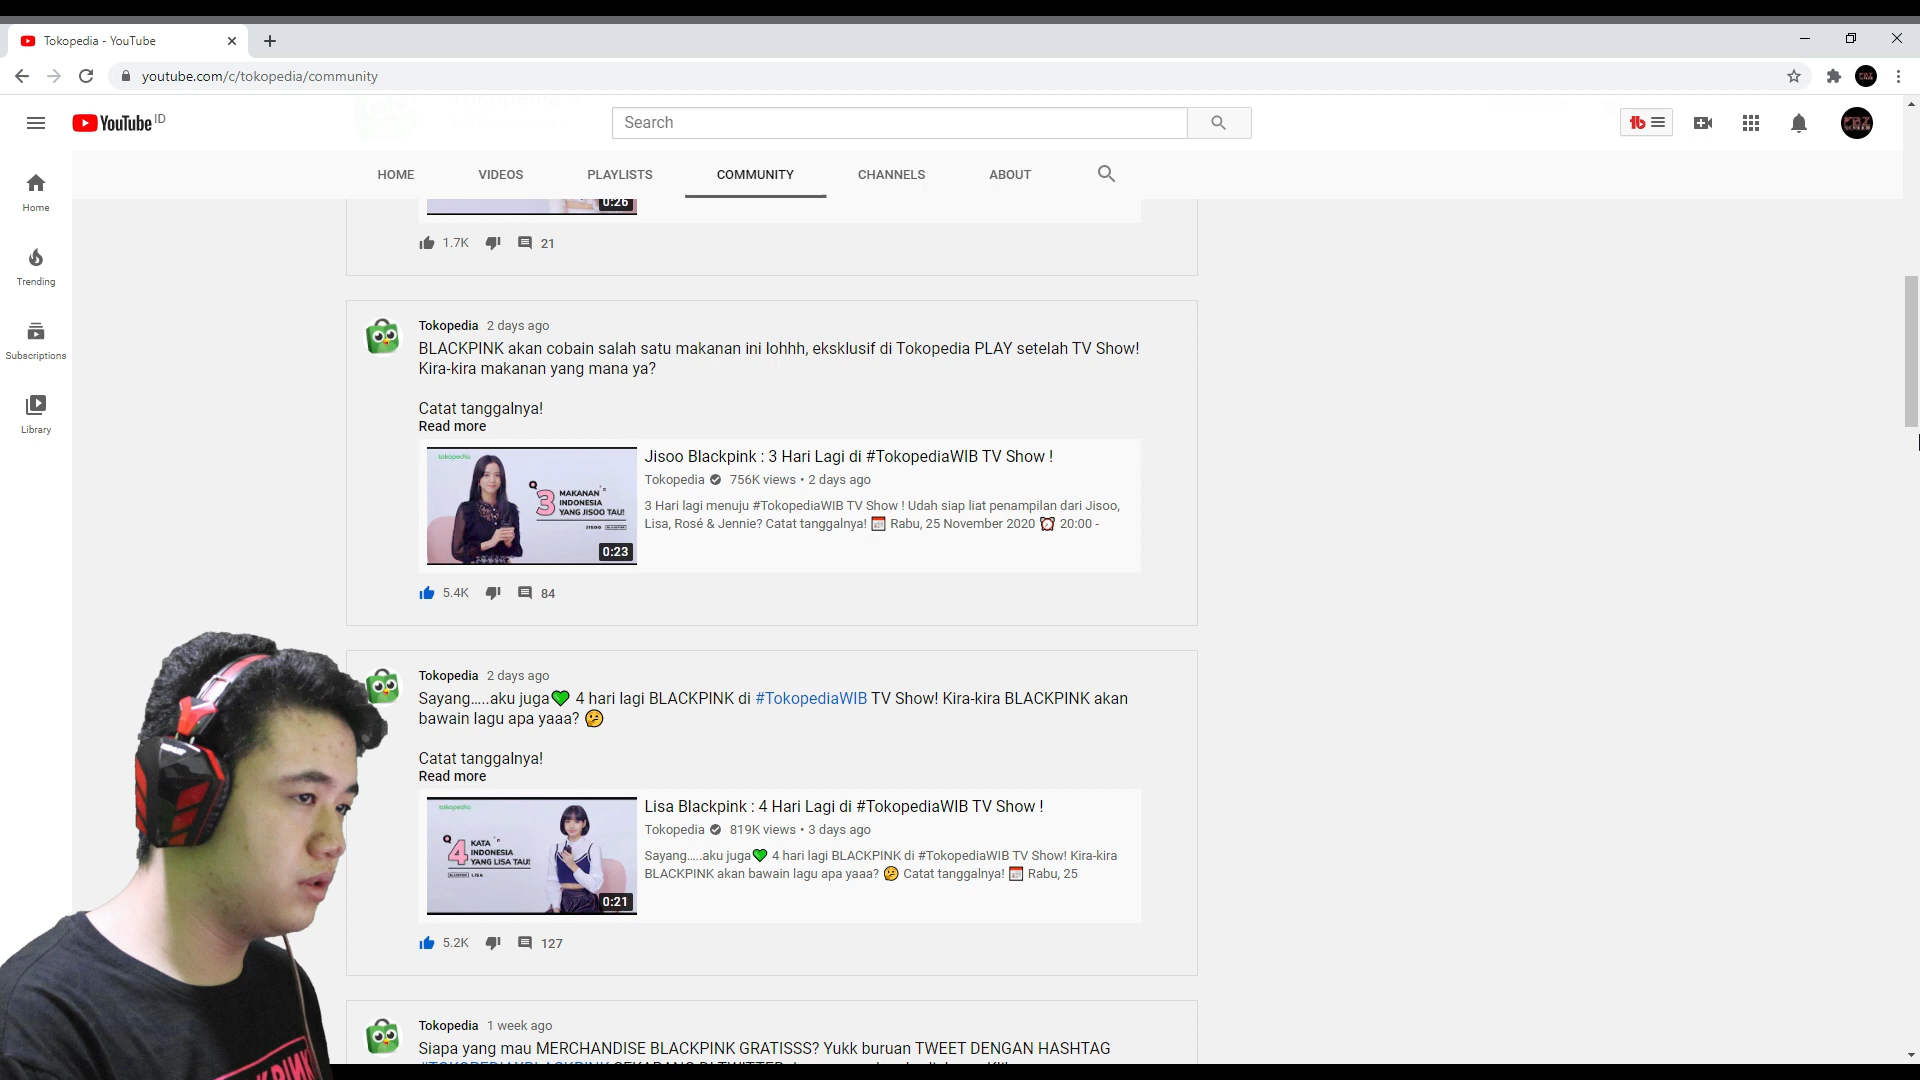 Tokopedia - YouTube
youtube.com/c/tokopedia/community
YouTube ID
Search
HOME VIDEOS PLAYLISTS COMMUNITY CHANNELS ABOUT
Home
Trending
Subscriptions
Library
0:26
1.7K 21
Tokopedia 2 days ago
BLACKPINK akan cobain salah satu makanan ini lohhh, eksklusif di Tokopedia PLAY setelah TV Show!
Kira-kira makanan yang mana ya?
Catat tanggalnya!
Read more
tokopedia
3 MAKANAN
INDONESIA
YANG JISOO TAU!
JISOO BLACKPINK
0:23
Jisoo Blackpink : 3 Hari Lagi di #TokopediaWIB TV Show !
Tokopedia 756K views • 2 days ago
3 Hari lagi menuju #TokopediaWIB TV Show ! Udah siap liat penampilan dari Jisoo,
Lisa, Rosé & Jennie? Catat tanggalnya! 🗓 Rabu, 25 November 2020 ⏰ 20:00 -
5.4K 84
Tokopedia 2 days ago
Sayang.....aku juga💚 4 hari lagi BLACKPINK di #TokopediaWIB TV Show! Kira-kira BLACKPINK akan
bawain lagu apa yaaa? 🤔
Catat tanggalnya!
Read more
tokopedia
4 KATA
INDONESIA
YANG LISA TAU!
BLACKPINK LISA
0:21
Lisa Blackpink : 4 Hari Lagi di #TokopediaWIB TV Show !
Tokopedia 819K views • 3 days ago
Sayang.....aku juga💚 4 hari lagi BLACKPINK di #TokopediaWIB TV Show! Kira-kira
BLACKPINK akan bawain lagu apa yaaa? 🤔 Catat tanggalnya! 🗓 Rabu, 25
5.2K 127
Tokopedia 1 week ago
Siapa yang mau MERCHANDISE BLACKPINK GRATISSS? Yukk buruan TWEET DENGAN HASHTAG